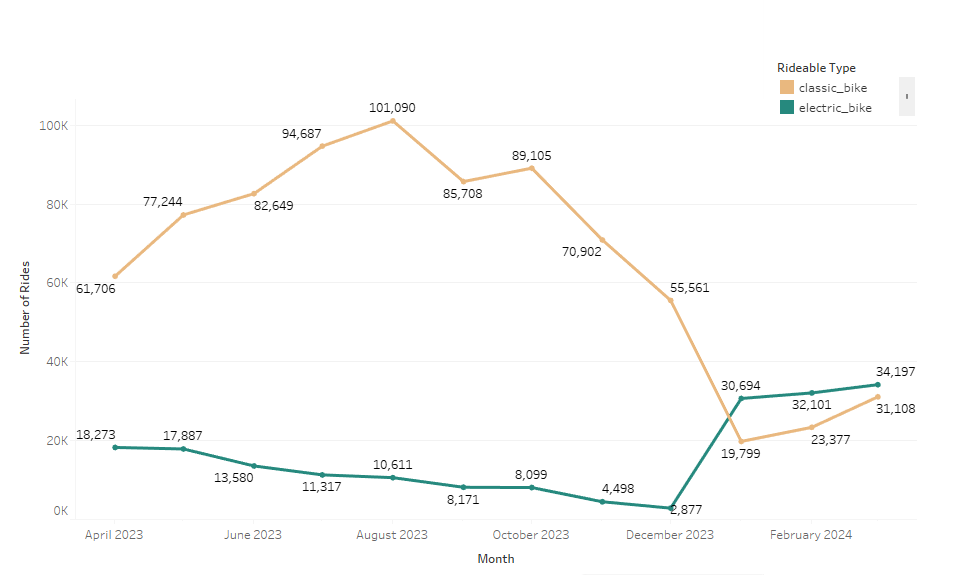 Rideable Type
classic_bike
electric_bike
101,090
100K
94,687
89,105
85,708
80K
77,244
82,649
70,902
Number of Rides
60K
61,706
55,561
40K
30,694
34,197
32,101
31,108
20K
18,273
17,887
23,377
19,799
13,580
11,317
10,611
8,171
8,099
4,498
2,877
0K
April 2023
June 2023
August 2023
October 2023
December 2023
February 2024
Month